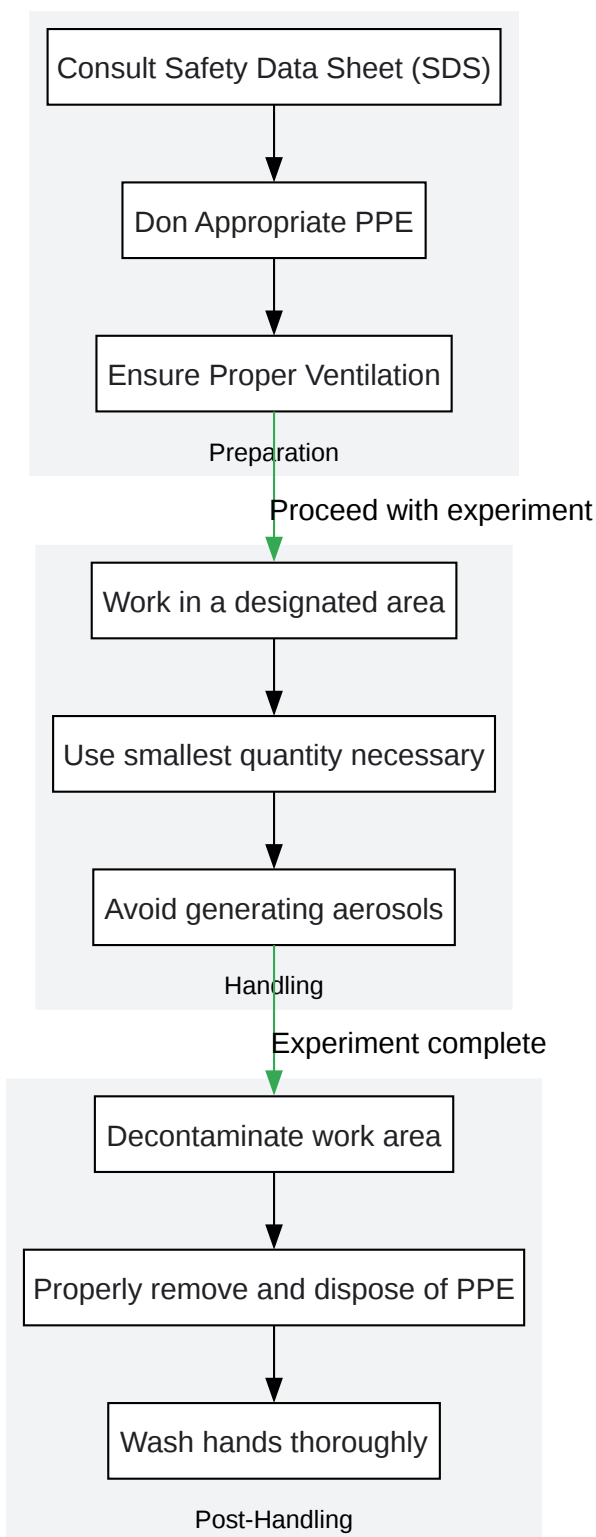 Consult Safety Data Sheet (SDS)
Don Appropriate PPE
Ensure Proper Ventilation
Preparation
Proceed with experiment
Work in a designated area
Use smallest quantity necessary
Avoid generating aerosols
Handling
Experiment complete
Decontaminate work area
Properly remove and dispose of PPE
Wash hands thoroughly
Post-Handling